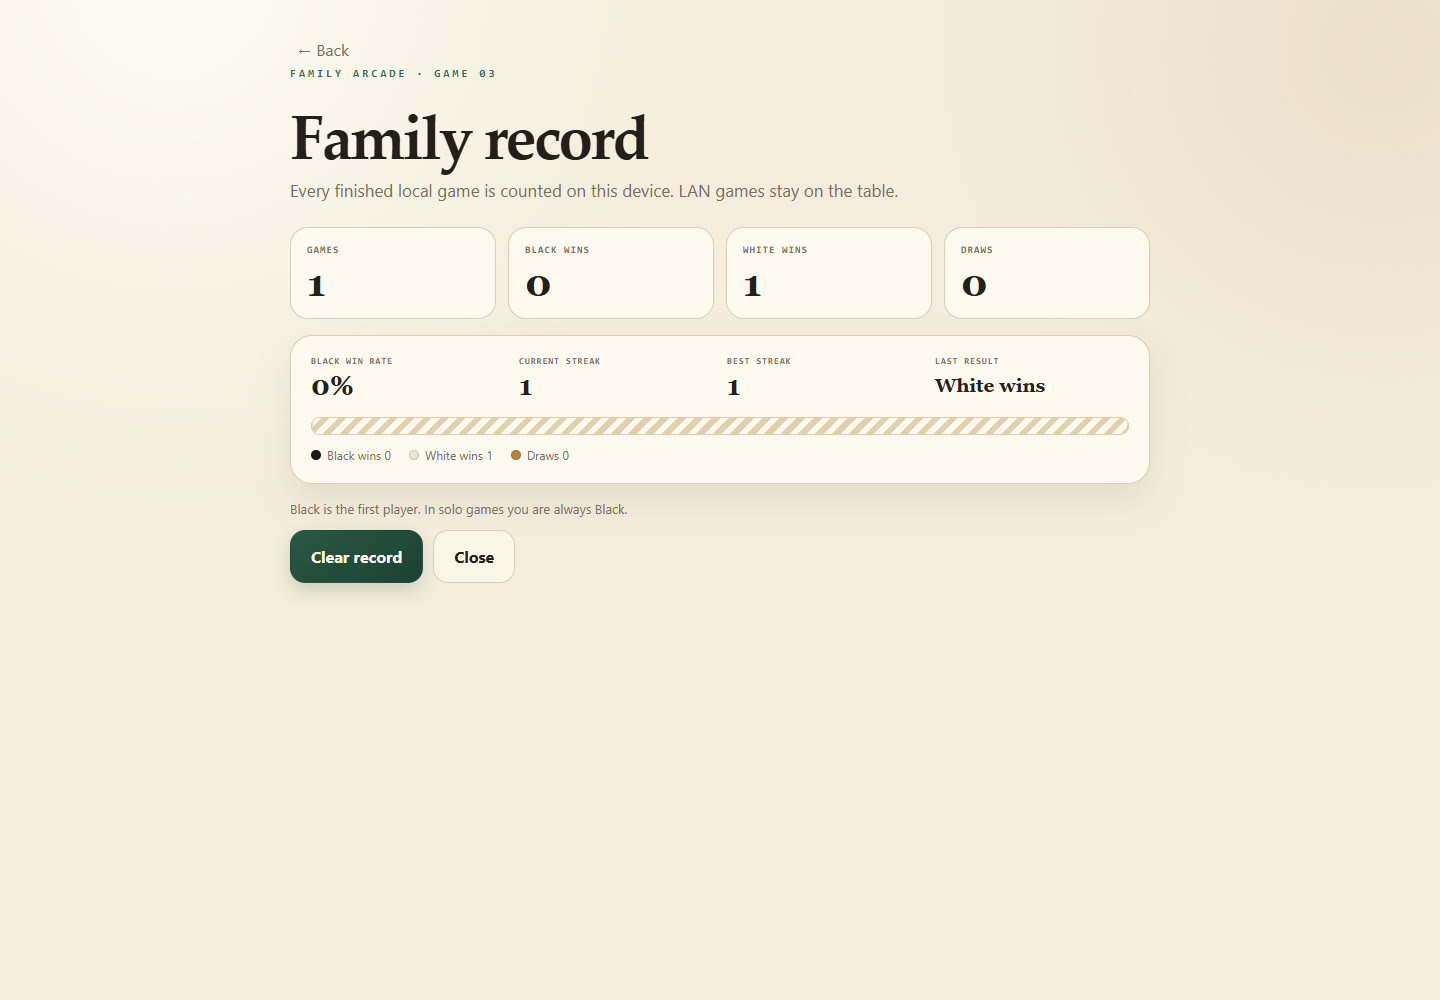 ← Back
FAMILY ARCADE · GAME 03
Family record
Every finished local game is counted on this device. LAN games stay on the table.
GAMES
1
BLACK WINS
0
WHITE WINS
1
DRAWS
0
BLACK WIN RATE
0%
CURRENT STREAK
1
BEST STREAK
1
LAST RESULT
White wins
Black wins 0
White wins 1
Draws 0
Black is the first player. In solo games you are always Black.
Clear record
Close